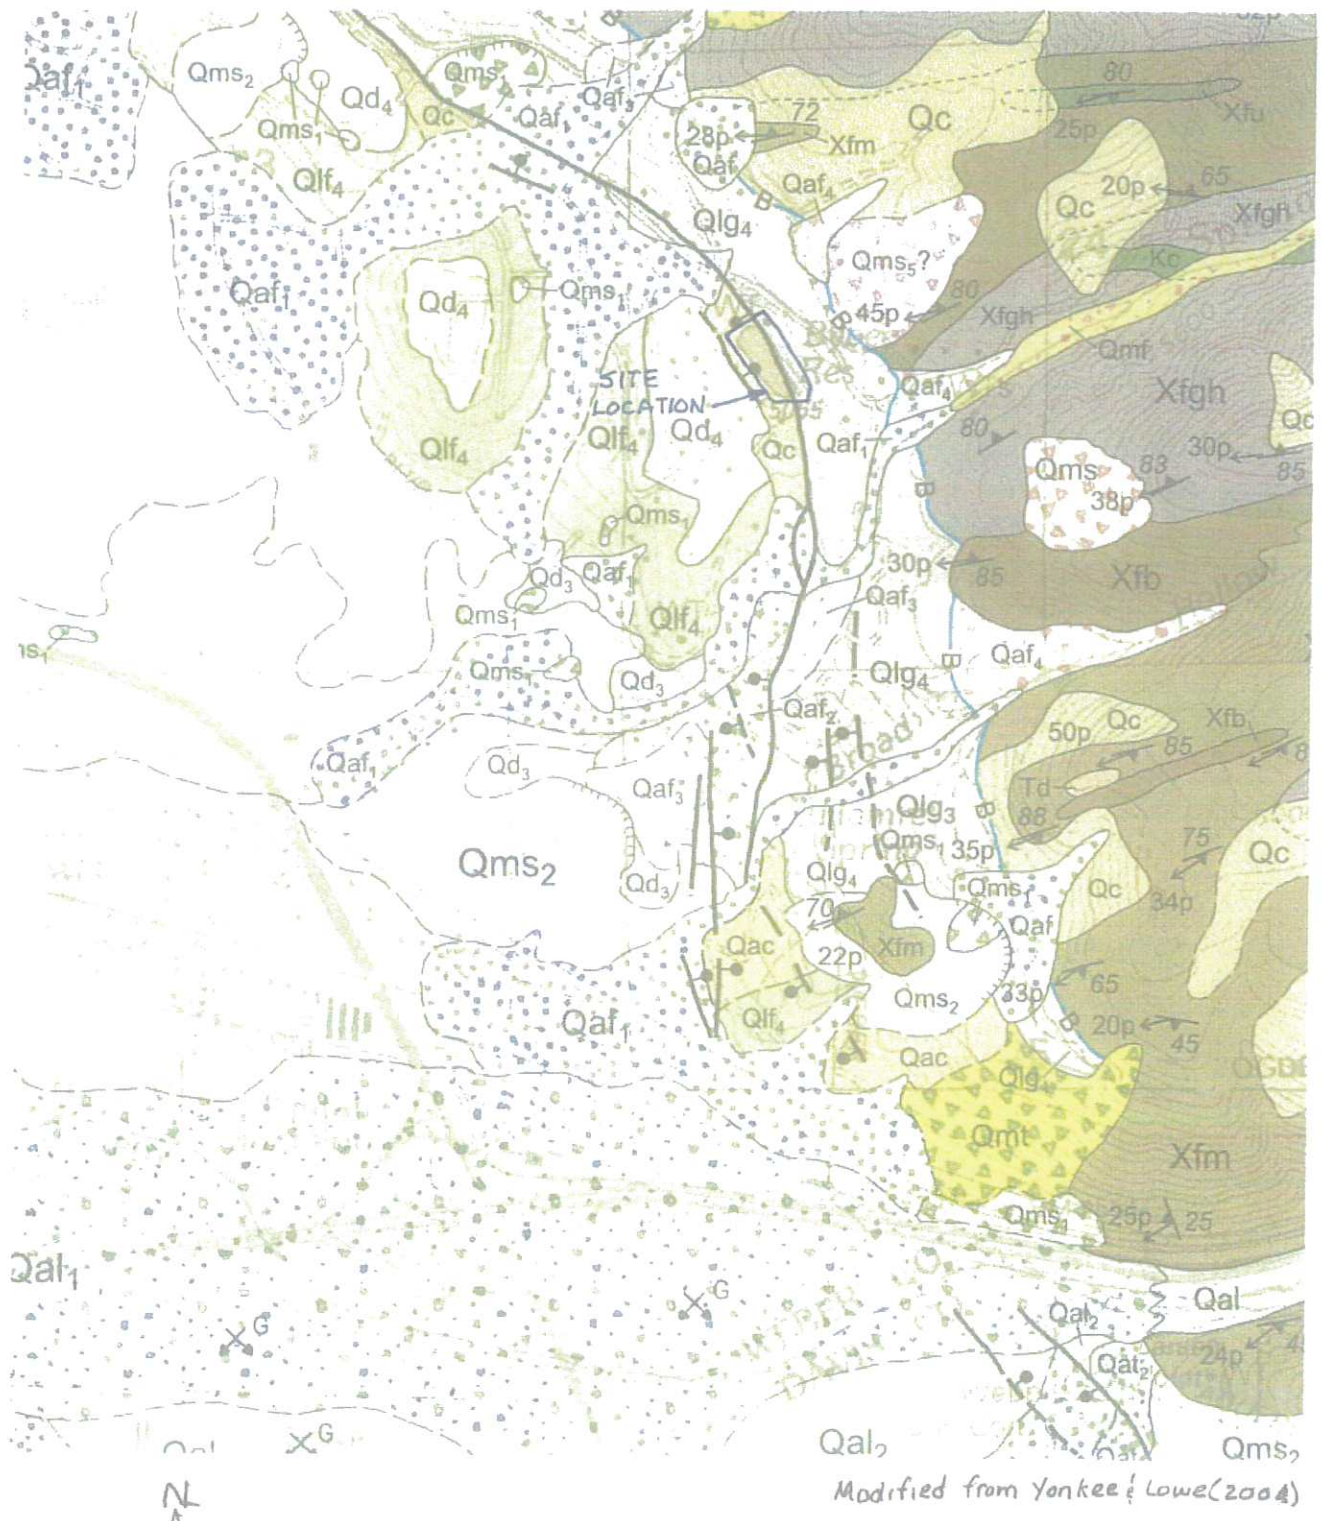 Qms₂
Qms₁
Qaf₃
80
Qaf₁
Qd₄
Qc
Qaf₁
72
Qc
25p
Xfu
Qms₁
28p
Xfm
Qaf
Qlf₄
Qaf₄
20p
65
B
Qc
Xfgh
Qlg₄
Qms₅?
Kc
Qaf₁
Qd₄
Qms₁
80
45p
B
Xfgh
Qmf
SITE
LOCATION
Qaf₄
Xfgh
Qlf₄
Qlf₄
Qd₄
Qc
Qaf₁
80
30p
Qc
85
Qms
83
38p
B
Qms₁
30p
85
Xfb
Qd₃
Qaf₁
Qms₁
Qlf₄
Qaf₃
Qms₁
Qd₃
Qlg₄
B
Qaf₄
Qaf₂
Qc
Xfb
50p
85
Qaf₁
Qd₃
Qaf₃
Td
Qlg₃
B
88
Qms₁
35p
75
Qc
Qms₂
Qd₃
Qlg₄
Qms₁
Qc
34p
70
Qaf
Qac
Xfm
22p
65
Qms₂
33p
Qaf₁
Qlf₄
B
20p
45
Qac
Qlg₄
Qmt
Xfm
Qms₁
25p
25
Qal₁
G
G
Qal₂
Qal
24p
Qat₂
G
Qal₂
Qms₂
N
Modified from Yonkee & Lowe (2004)